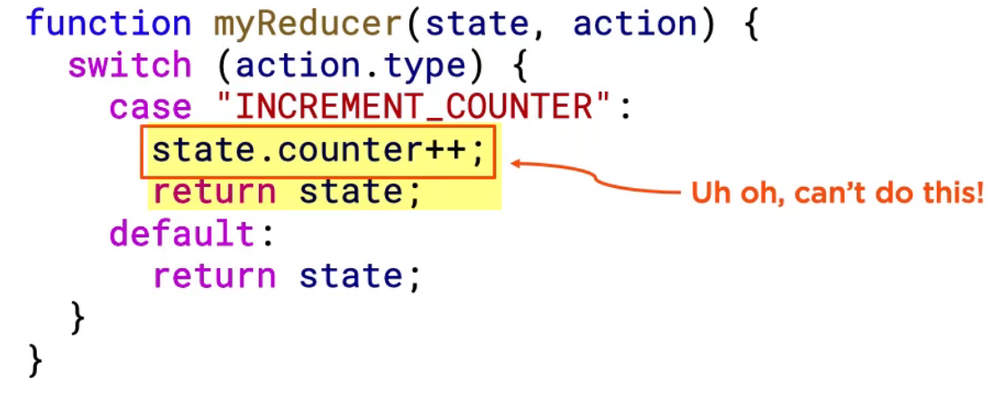 function myReducer(state, action) {
switch (action.type) {
case "INCREMENT_COUNTER":
state.counter++;
Uh oh, can't do this!
return state;
default:
return state;
}
}